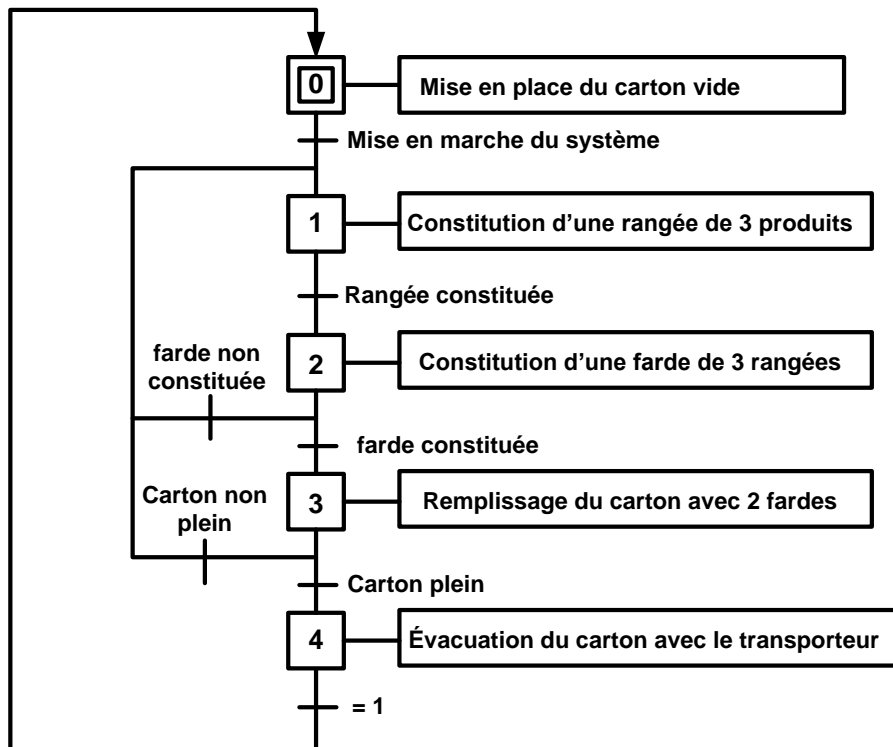 0
Mise en place du carton vide
Mise en marche du système
1
Constitution d'une rangée de 3 produits
Rangée constituée
2
Constitution d'une farde de 3 rangées
farde non
constituée
farde constituée
3
Remplissage du carton avec 2 fardes
Carton non
plein
Carton plein
4
Évacuation du carton avec le transporteur
= 1